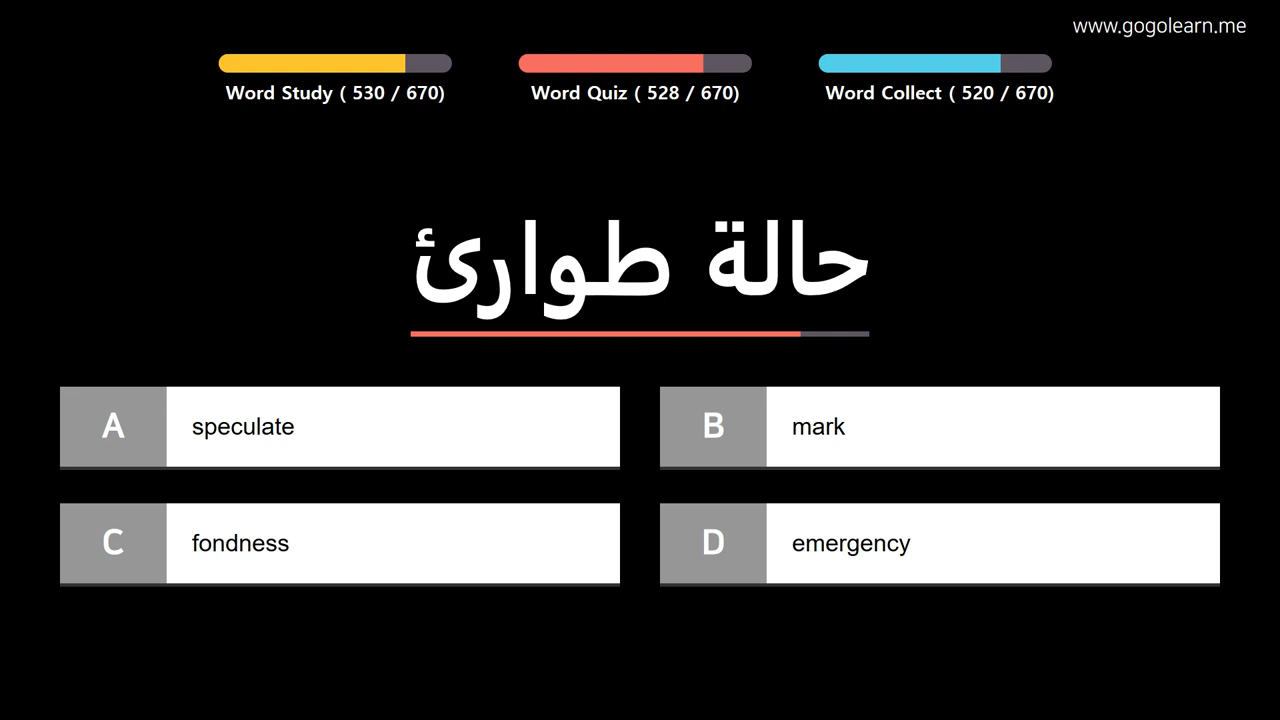 www.gogolearn.me
Word Study ( 530 / 670)
Word Quiz ( 528 / 670)
Word Collect ( 520 / 670)
حالة طوارئ
A speculate
B mark
C fondness
D emergency